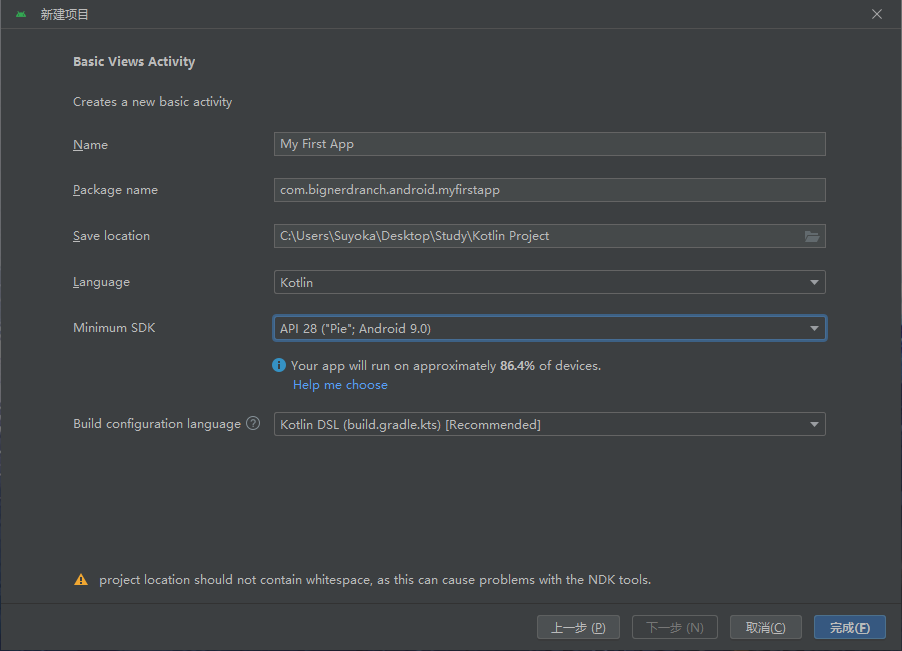 新建项目
Basic Views Activity
Creates a new basic activity
Name
My First App
Package name
com.bignerdranch.android.myfirstapp
Save location
C:\Users\Suyoka\Desktop\Study\Kotlin Project
Language
Kotlin
Minimum SDK
API 28 ("Pie"; Android 9.0)
Your app will run on approximately 86.4% of devices.
Help me choose
Build configuration language
Kotlin DSL (build.gradle.kts) [Recommended]
project location should not contain whitespace, as this can cause problems with the NDK tools.
上一步 (P)
下一步 (N)
取消(C)
完成(F)